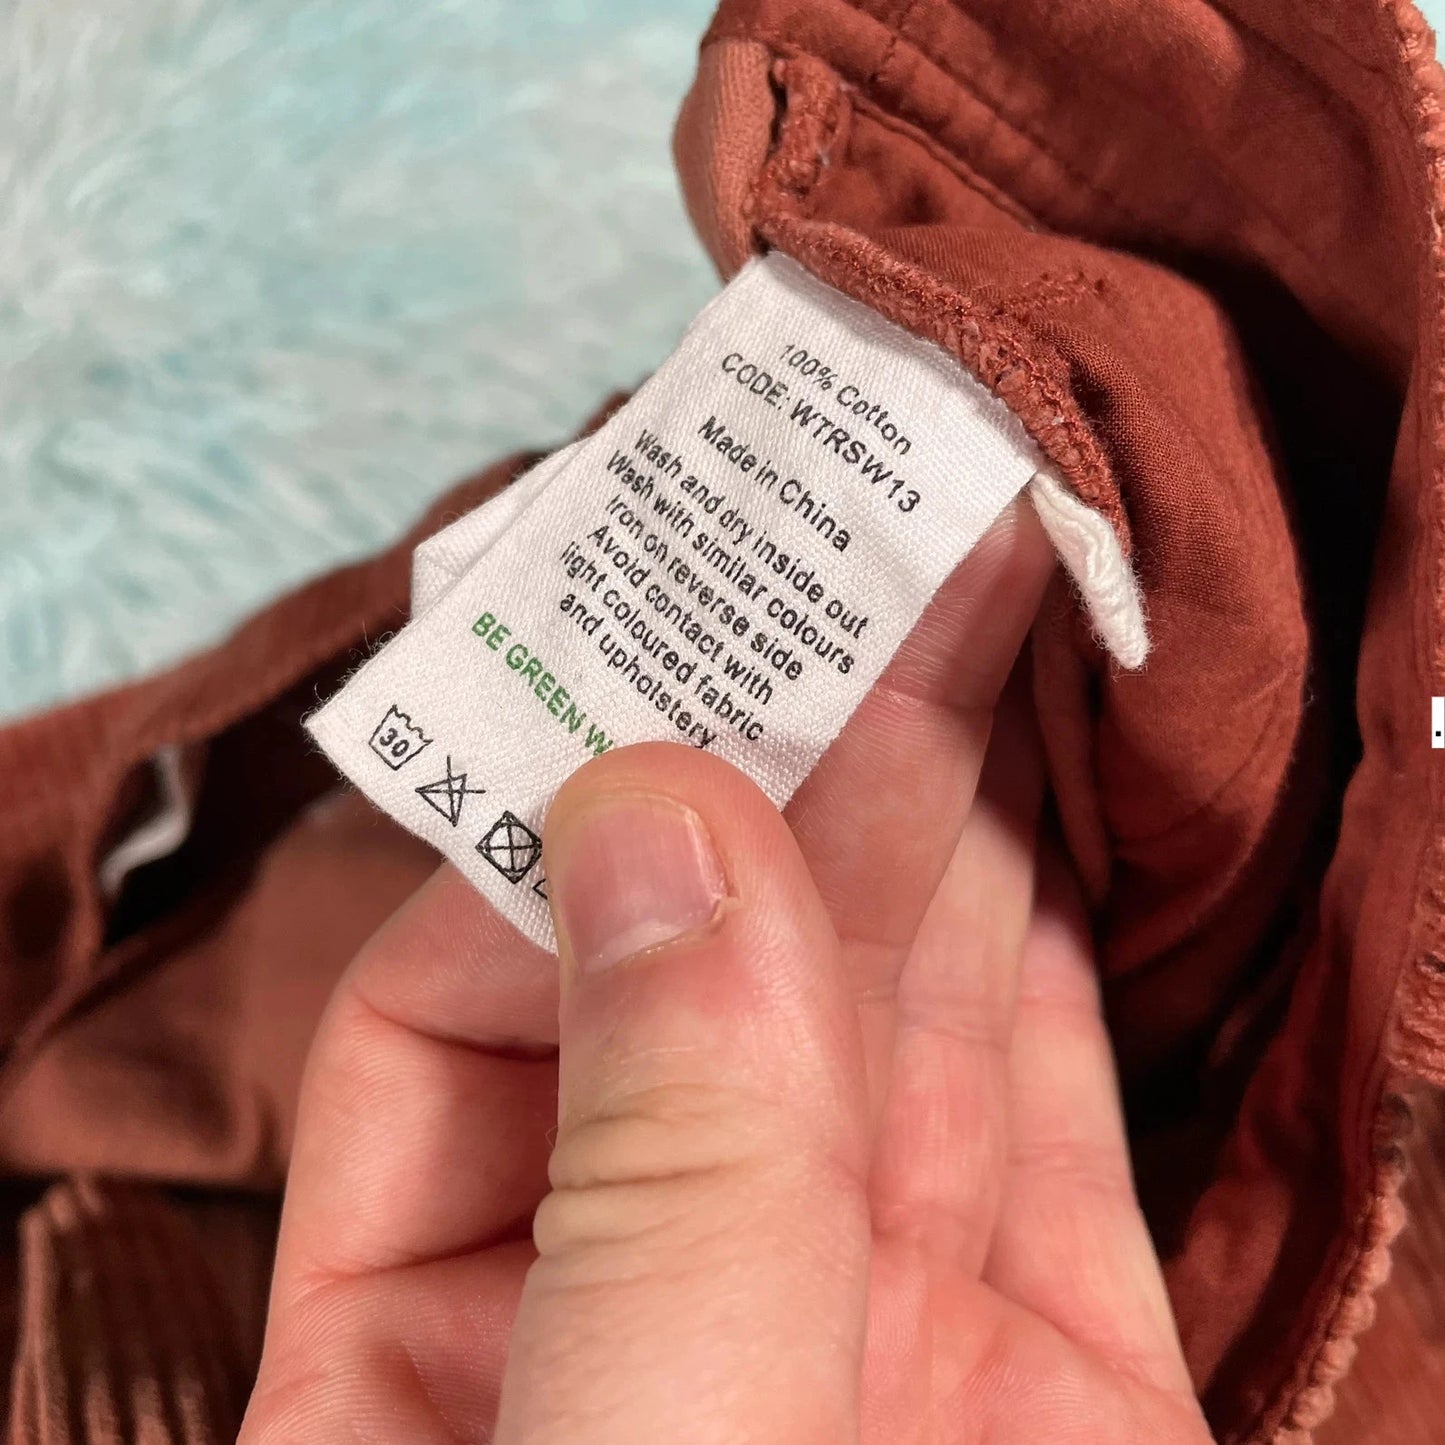 100% Cotton
CODE: WTRSW13
Made in China
Wash and dry inside out
Wash with similar colours
Iron on reverse side
Avoid contact with
light coloured fabric
and upholstery
BE GREEN
30